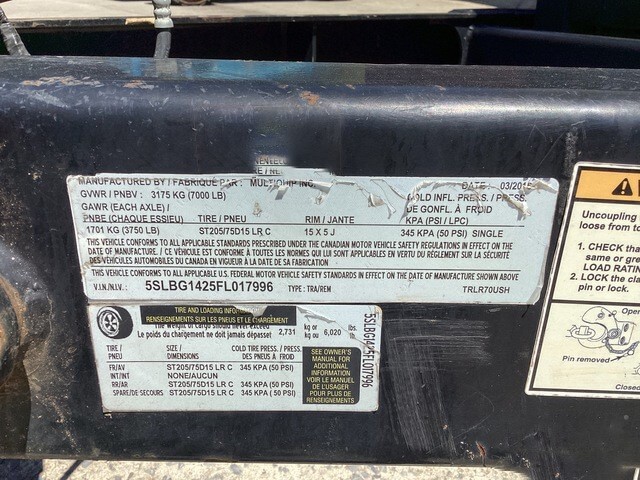 MANUFACTURED BY / FABRIQUE PAR : MULTIQUIP INC. DATE : 03/2015
GVWR / PNBV : 3175 KG (7000 LB) COLD INFL. PRESS. / PRESS.
GAWR (EACH AXLE) / DE GONFL. À FROID
PNBE (CHAQUE ESSIEU) TIRE / PNEU RIM / JANTE KPA (PSI / LPC)
1701 KG (3750 LB) ST205/75D15 LR C 15 X 5 J 345 KPA (50 PSI) SINGLE
THIS VEHICLE CONFORMS TO ALL APPLICABLE STANDARDS PRESCRIBED UNDER THE CANADIAN MOTOR VEHICLE SAFETY REGULATIONS IN EFFECT ON THE
DATE OF MANUFACTURE. / CE VÉHICULE EST CONFORME À TOUTES LES NORMES QUI LUI SONT APPLICABLES EN VERTU DU RÈGLEMENT SUR LA SÉCURITÉ
DES VÉHICULES AUTOMOBILES DU CANADA EN VIGUEUR À LA DATE DE SA FABRICATION
THIS VEHICLE CONFORMS TO ALL APPLICABLE U.S. FEDERAL MOTOR VEHICLE SAFETY STANDARDS IN EFFECT ON THE DATE OF MANUFACTURE SHOWN ABOVE.
V.I.N./N.I.V.: 5SLBG1425FL017996 TYPE : TRA/REM TRLR70USH
TIRE AND LOADING INFORMATION
RENSEIGNEMENTS SUR LES PNEUS ET LE CHARGEMENT
The weight of cargo should never exceed
Le poids du chargement ne doit jamais dépasser 2,731 kg or kg ou 6,020 lbs. lb.
TIRE / SIZE / COLD TIRE PRESS. / PRESS.
PNEU DIMENSIONS DES PNEUS À FROID
FR/AV ST205/75D15 LR C 345 KPA (50 PSI)
INT/INT NONE/AUCUN
RR/AR ST205/75D15 LR C 345 KPA (50 PSI)
SPARE/DE SECOURS ST205/75D15 LR C 345 KPA (50 PSI)
SEE OWNER'S
MANUAL FOR
ADDITIONAL
INFORMATION
VOIR LE MANUEL
DE L'USAGER
POUR PLUS DE
RENSEIGNEMENTS
5SLBG1425FL017996
Uncoupling
loose from to
1. CHECK tha
same or gre
LOAD RATIN
2. LOCK the cla
pin or lock.
Pin removed
Closed